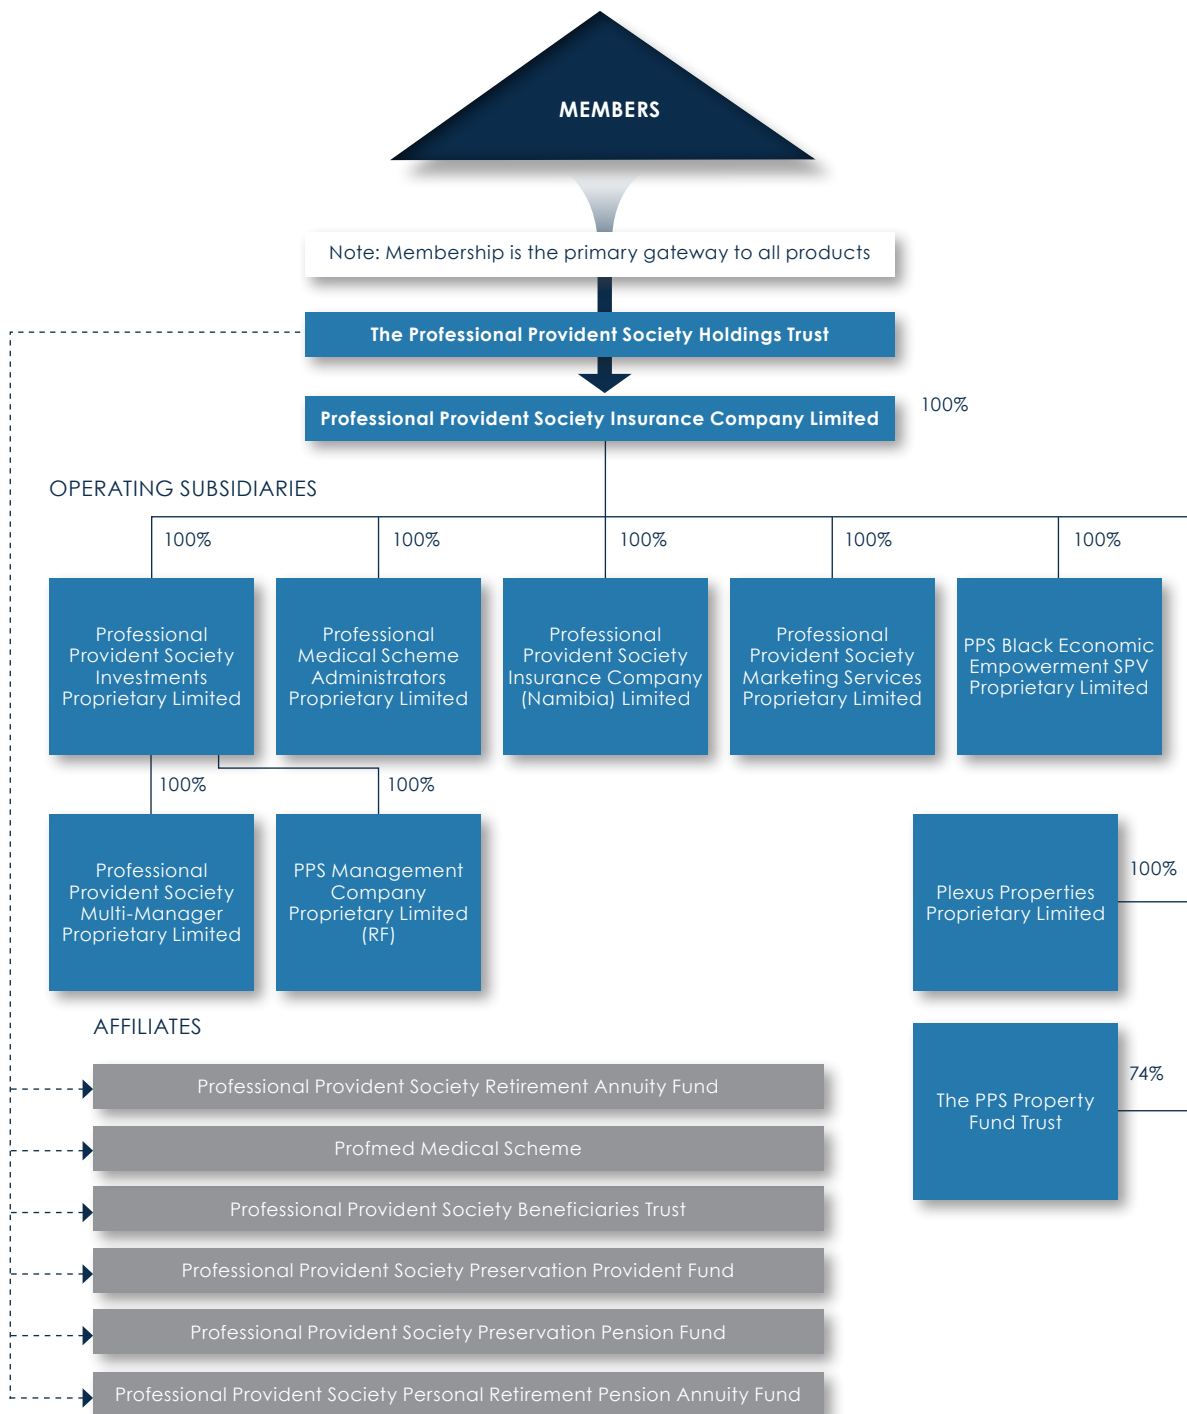 MEMBERS
Note: Membership is the primary gateway to all products
The Professional Provident Society Holdings Trust
Professional Provident Society Insurance Company Limited
100%
OPERATING SUBSIDIARIES
100%
100%
100%
100%
100%
Professional
Provident Society
Investments
Proprietary Limited
Professional
Medical Scheme
Administrators
Proprietary Limited
Professional
Provident Society
Insurance Company
(Namibia) Limited
Professional
Provident Society
Marketing Services
Proprietary Limited
PPS Black Economic
Empowerment SPV
Proprietary Limited
100%
100%
Professional
Provident Society
Multi-Manager
Proprietary Limited
PPS Management
Company
Proprietary Limited
(RF)
Plexus Properties
Proprietary Limited
100%
The PPS Property
Fund Trust
74%
AFFILIATES
Professional Provident Society Retirement Annuity Fund
Profmed Medical Scheme
Professional Provident Society Beneficiaries Trust
Professional Provident Society Preservation Provident Fund
Professional Provident Society Preservation Pension Fund
Professional Provident Society Personal Retirement Pension Annuity Fund